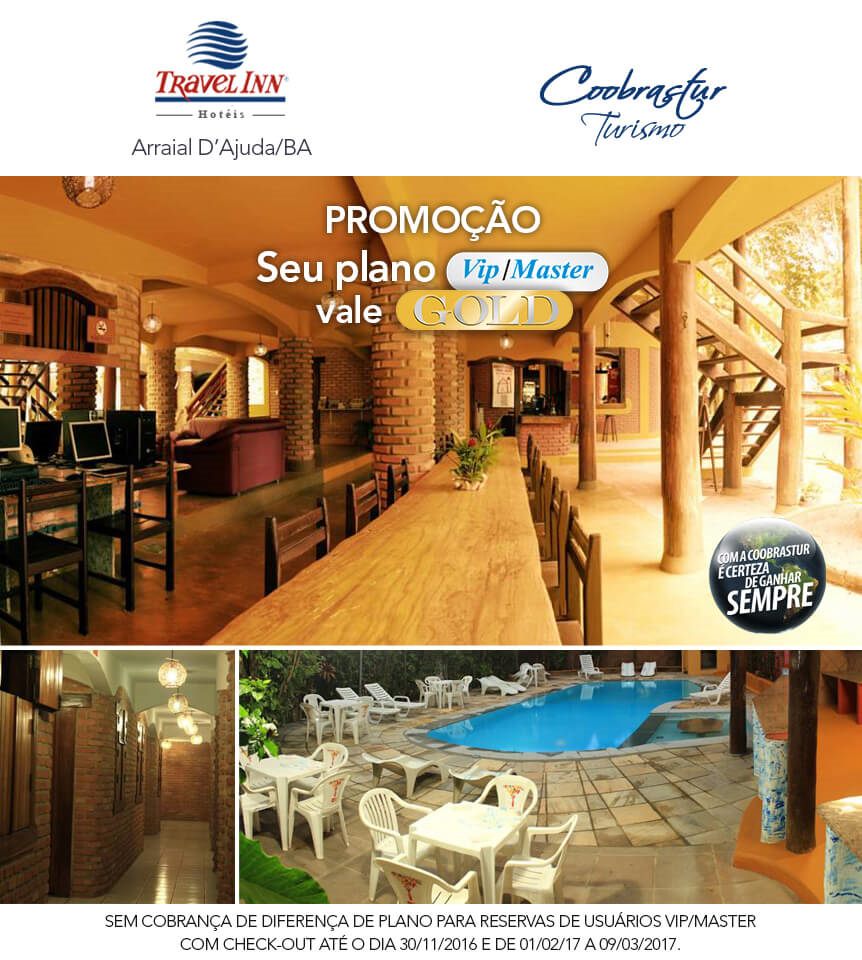 TRAVEL INN®
Hotéis
Arraial D'Ajuda/BA
Coobrastur
Turismo
PROMOÇÃO
Seu plano Vip/Master
vale GOLD
COM A COOBRASTUR
É CERTEZA
DE GANHAR
SEMPRE
SEM COBRANÇA DE DIFERENÇA DE PLANO PARA RESERVAS DE USUÁRIOS VIP/MASTER
COM CHECK-OUT ATÉ O DIA 30/11/2016 E DE 01/02/17 A 09/03/2017.